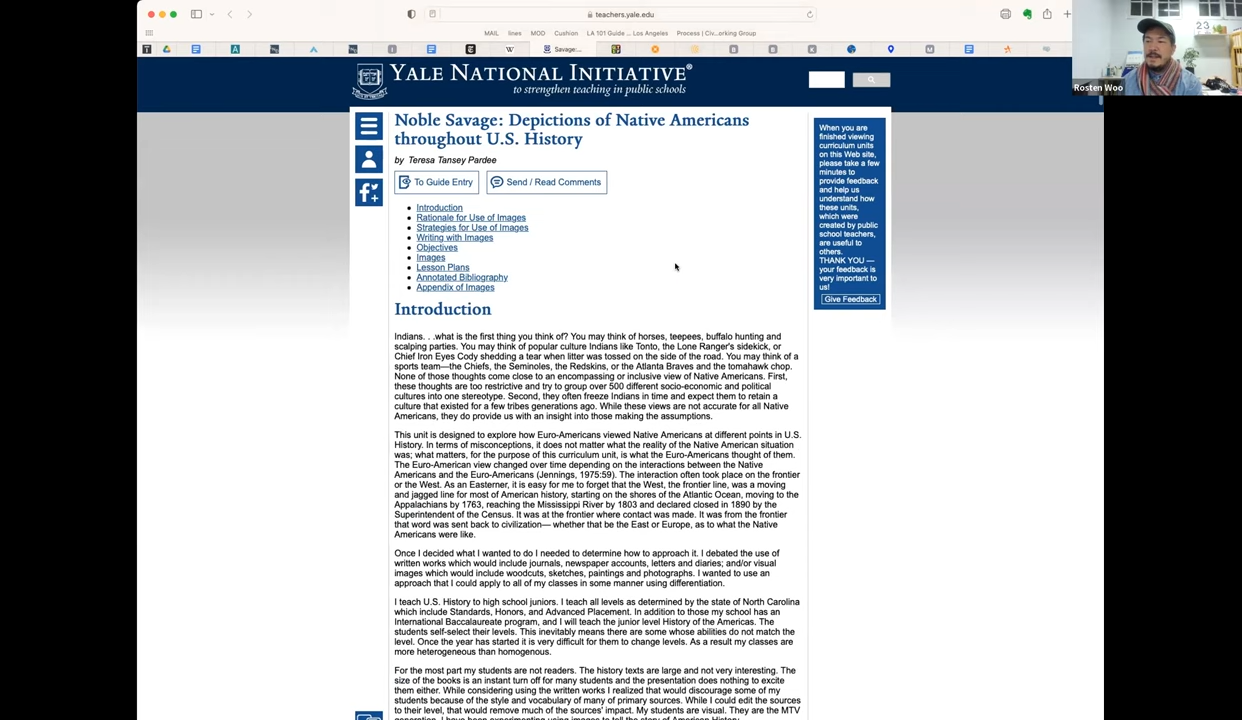 teachers.yale.edu
MAIL lines MOD Cushion LA 101 Guide ... Los Angeles Process | Civ...orking Group
Savage:...
23
Rosten Woo
YALE NATIONAL INITIATIVE®
to strengthen teaching in public schools
Noble Savage: Depictions of Native Americans
throughout U.S. History
by Teresa Tansey Pardee
To Guide Entry Send / Read Comments
Introduction
Rationale for Use of Images
Strategies for Use of Images
Writing with Images
Objectives
Images
Lesson Plans
Annotated Bibliography
Appendix of Images
When you are
finished viewing
curriculum units
on this Web site,
please take a few
minutes to
provide feedback
and help us
understand how
these units,
which were
created by public
school teachers,
are useful to
others.
THANK YOU —
your feedback is
very important to
us!
Give Feedback
Introduction
Indians. . .what is the first thing you think of? You may think of horses, teepees, buffalo hunting and
scalping parties. You may think of popular culture Indians like Tonto, the Lone Ranger's sidekick, or
Chief Iron Eyes Cody shedding a tear when litter was tossed on the side of the road. You may think of a
sports team—the Chiefs, the Seminoles, the Redskins, or the Atlanta Braves and the tomahawk chop.
None of those thoughts come close to an encompassing or inclusive view of Native Americans. First,
these thoughts are too restrictive and try to group over 500 different socio-economic and political
cultures into one stereotype. Second, they often freeze Indians in time and expect them to retain a
culture that existed for a few tribes generations ago. While these views are not accurate for all Native
Americans, they do provide us with an insight into those making the assumptions.
This unit is designed to explore how Euro-Americans viewed Native Americans at different points in U.S.
History. In terms of misconceptions, it does not matter what the reality of the Native American situation
was; what matters, for the purpose of this curriculum unit, is what the Euro-Americans thought of them.
The Euro-American view changed over time depending on the interactions between the Native
Americans and the Euro-Americans (Jennings, 1975:59). The interaction often took place on the frontier
or the West. As an Easterner, it is easy for me to forget that the West, the frontier line, was a moving
and jagged line for most of American history, starting on the shores of the Atlantic Ocean, moving to the
Appalachians by 1763, reaching the Mississippi River by 1803 and declared closed in 1890 by the
Superintendent of the Census. It was at the frontier where contact was made. It was from the frontier
that word was sent back to civilization— whether that be the East or Europe, as to what the Native
Americans were like.
Once I decided what I wanted to do I needed to determine how to approach it. I debated the use of
written works which would include journals, newspaper accounts, letters and diaries; and/or visual
images which would include woodcuts, sketches, paintings and photographs. I wanted to use an
approach that I could apply to all of my classes in some manner using differentiation.
I teach U.S. History to high school juniors. I teach all levels as determined by the state of North Carolina
which include Standards, Honors, and Advanced Placement. In addition to those my school has an
International Baccalaureate program, and I will teach the junior level History of the Americas. The
students self-select their levels. This inevitably means there are some whose abilities do not match the
level. Once the year has started it is very difficult for them to change levels. As a result my classes are
more heterogeneous than homogenous.
For the most part my students are not readers. The history texts are large and not very interesting. The
size of the books is an instant turn off for many students and the presentation does nothing to excite
them either. While considering using the written works I realized that would discourage some of my
students because of the style and vocabulary of many of primary sources. While I could edit the sources
to their level, that would remove much of the sources' impact. My students are visual. They are the MTV
generation. I have been experimenting using images to tell the story of American History.